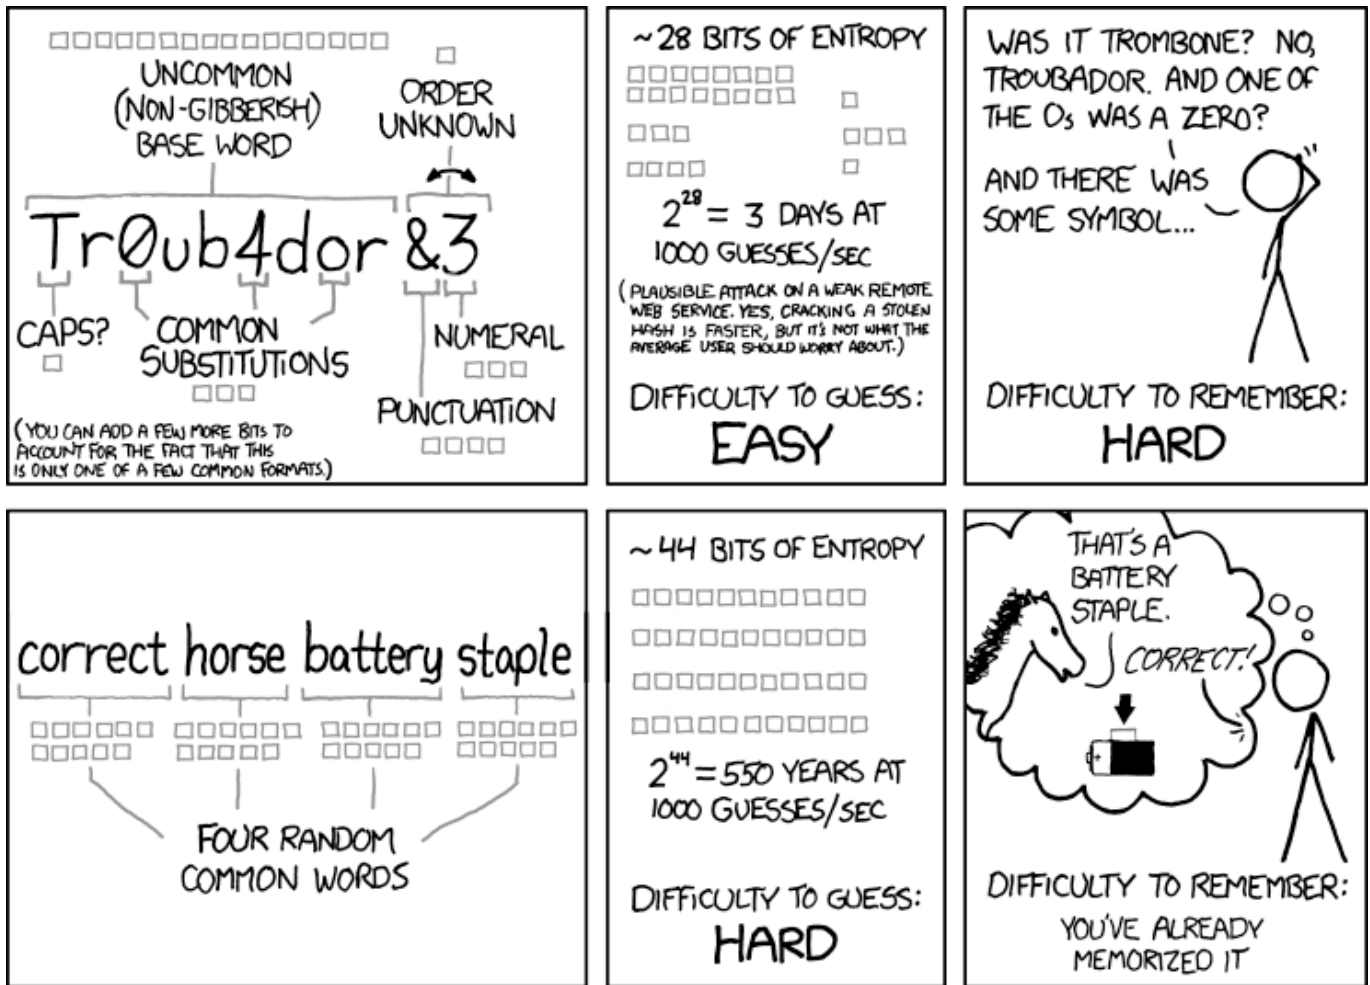 UNCOMMON
(NON-GIBBERISH)
BASE WORD
ORDER
UNKNOWN
Tr0ub4dor &3
CAPS?
COMMON
SUBSTITUTIONS
NUMERAL
PUNCTUATION
(YOU CAN ADD A FEW MORE BITS TO
ACCOUNT FOR THE FACT THAT THIS
IS ONLY ONE OF A FEW COMMON FORMATS.)
~28 BITS OF ENTROPY
2^28 = 3 DAYS AT
1000 GUESSES/SEC
(PLAUSIBLE ATTACK ON A WEAK REMOTE
WEB SERVICE. YES, CRACKING A STOLEN
HASH IS FASTER, BUT IT'S NOT WHAT THE
AVERAGE USER SHOULD WORRY ABOUT.)
DIFFICULTY TO GUESS:
EASY
WAS IT TROMBONE? NO,
TROUBADOR. AND ONE OF
THE Os WAS A ZERO?
AND THERE WAS
SOME SYMBOL...
DIFFICULTY TO REMEMBER:
HARD
correct horse battery staple
FOUR RANDOM
COMMON WORDS
~44 BITS OF ENTROPY
2^44 = 550 YEARS AT
1000 GUESSES/SEC
DIFFICULTY TO GUESS:
HARD
THAT'S A
BATTERY
STAPLE.
CORRECT!
+
DIFFICULTY TO REMEMBER:
YOU'VE ALREADY
MEMORIZED IT